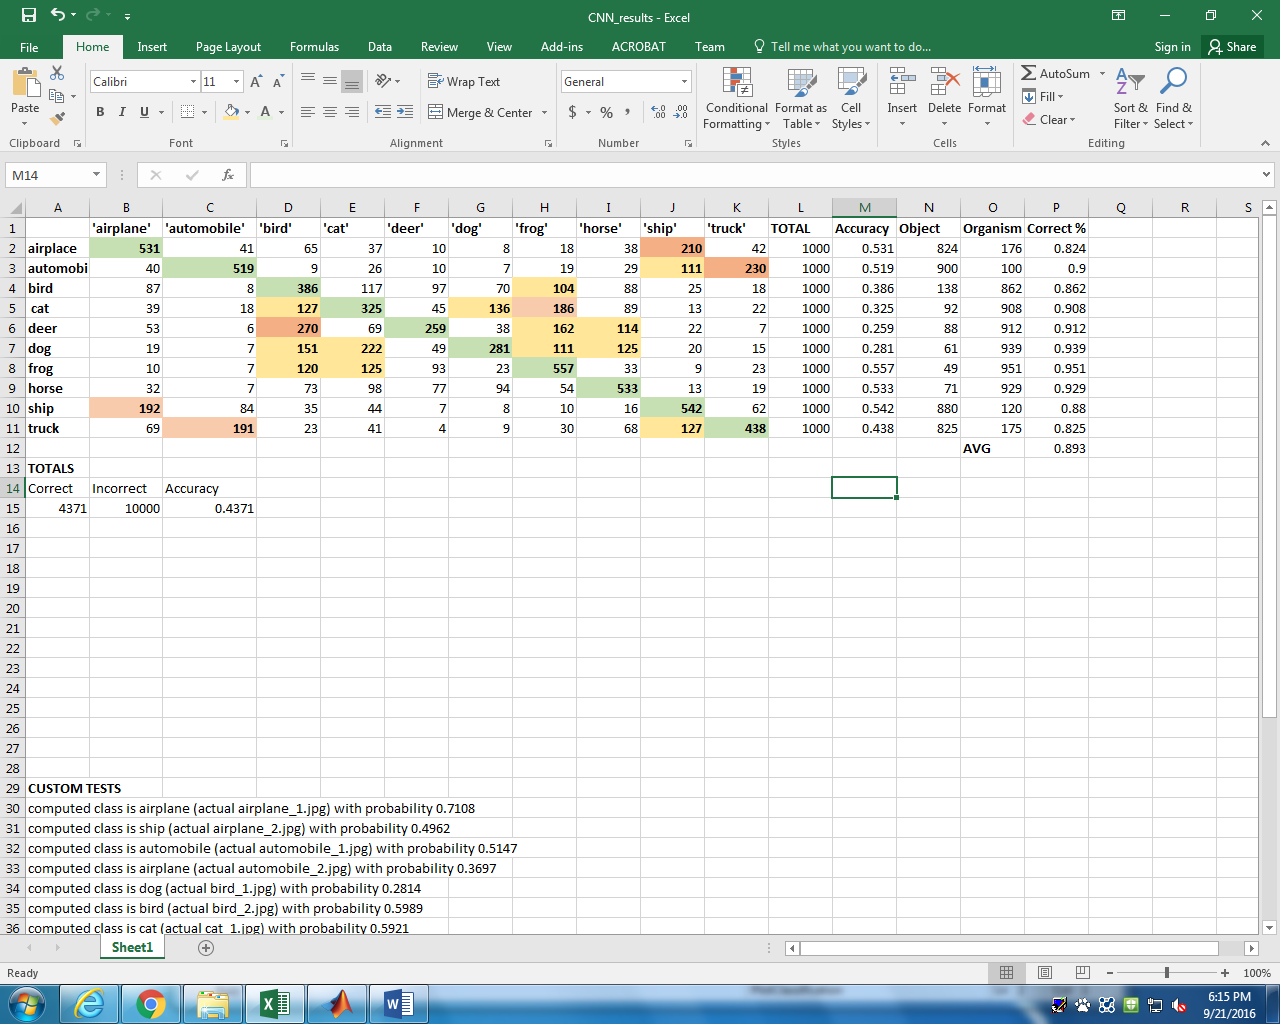 CNN_results - Excel
File Home Insert Page Layout Formulas Data Review View Add-ins ACROBAT Team Tell me what you want to do... Sign in Share
Paste Calibri 11 A A Wrap Text General Conditional Formatting Format as Table Cell Styles Insert Delete Format AutoSum Fill Clear Sort & Filter Find & Select
B I U A Merge & Center $ % ,
Clipboard Font Alignment Number Styles Cells Editing
M14 fx
A B C D E F G H I J K L M N O P Q R S
1 'airplane' 'automobile' 'bird' 'cat' 'deer' 'dog' 'frog' 'horse' 'ship' 'truck' TOTAL Accuracy Object Organism Correct %
2 airplace 531 41 65 37 10 8 18 38 210 42 1000 0.531 824 176 0.824
3 automobi 40 519 9 26 10 7 19 29 111 230 1000 0.519 900 100 0.9
4 bird 87 8 386 117 97 70 104 88 25 18 1000 0.386 138 862 0.862
5 cat 39 18 127 325 45 136 186 89 13 22 1000 0.325 92 908 0.908
6 deer 53 6 270 69 259 38 162 114 22 7 1000 0.259 88 912 0.912
7 dog 19 7 151 222 49 281 111 125 20 15 1000 0.281 61 939 0.939
8 frog 10 7 120 125 93 23 557 33 9 23 1000 0.557 49 951 0.951
9 horse 32 7 73 98 77 94 54 533 13 19 1000 0.533 71 929 0.929
10 ship 192 84 35 44 7 8 10 16 542 62 1000 0.542 880 120 0.88
11 truck 69 191 23 41 4 9 30 68 127 438 1000 0.438 825 175 0.825
12 AVG 0.893
13 TOTALS
14 Correct Incorrect Accuracy
15 4371 10000 0.4371
16
17
18
19
20
21
22
23
24
25
26
27
28
29 CUSTOM TESTS
30 computed class is airplane (actual airplane_1.jpg) with probability 0.7108
31 computed class is ship (actual airplane_2.jpg) with probability 0.4962
32 computed class is automobile (actual automobile_1.jpg) with probability 0.5147
33 computed class is airplane (actual automobile_2.jpg) with probability 0.3697
34 computed class is dog (actual bird_1.jpg) with probability 0.2814
35 computed class is bird (actual bird_2.jpg) with probability 0.5989
36 computed class is cat (actual cat_1.jpg) with probability 0.5921
Sheet1
Ready 100%
6:15 PM
9/21/2016